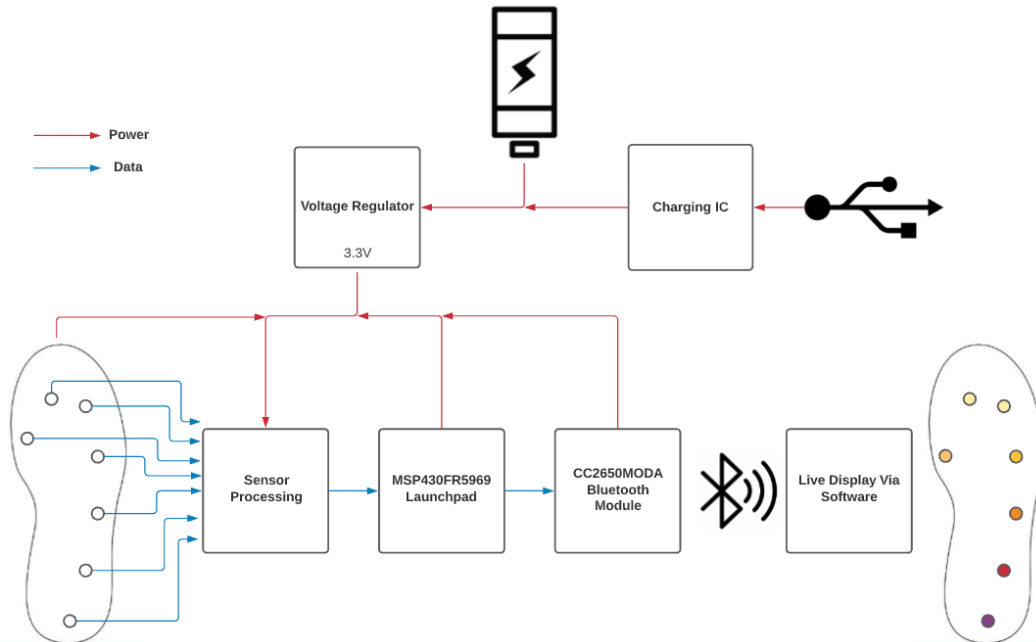 Power
Data
Voltage Regulator
3.3V
Charging IC
Sensor
Processing
MSP430FR5969
Launchpad
CC2650MODA
Bluetooth
Module
Live Display Via
Software